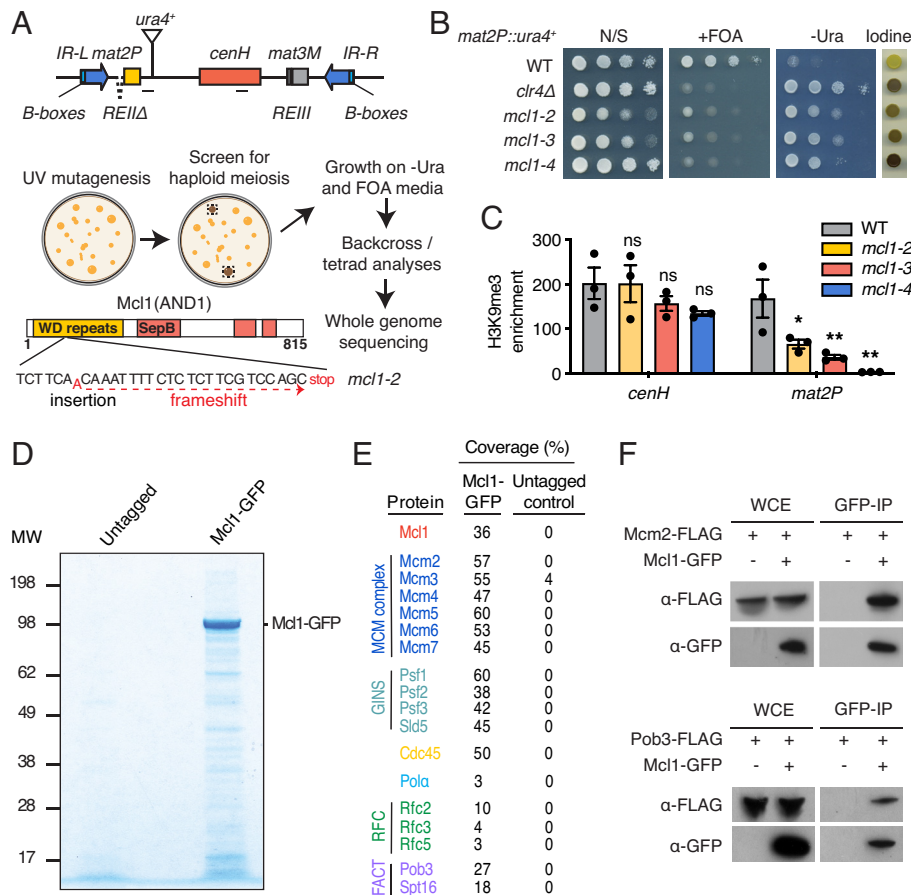 A
ura4+
IR-L mat2P cenH mat3M IR-R
B-boxes REIIΔ REIII B-boxes
UV mutagenesis
Screen for
haploid meiosis
Growth on -Ura
and FOA media
Backcross /
tetrad analyses
Whole genome
sequencing
Mcl1(AND1)
WD repeats SepB
1 815
TCT TCA A CAAAT TTT CTC TCT TCG TCC AGC stop mcl1-2
insertion frameshift
B
mat2P::ura4+ N/S +FOA -Ura Iodine
WT
clr4Δ
mcl1-2
mcl1-3
mcl1-4
C
H3K9me3
enrichment
300
200
100
0
ns ns ns
* ** **
cenH mat2P
WT
mcl1-2
mcl1-3
mcl1-4
D
Untagged Mcl1-GFP
MW
198
98
62
49
38
28
17
Mcl1-GFP
E
Coverage (%)
Protein Mcl1-GFP Untagged control
Mcl1 36 0
MCM complex
Mcm2 57 0
Mcm3 55 4
Mcm4 47 0
Mcm5 60 0
Mcm6 53 0
Mcm7 45 0
GINS
Psf1 60 0
Psf2 38 0
Psf3 42 0
Sld5 45 0
Cdc45 50 0
Polα 3 0
RFC
Rfc2 10 0
Rfc3 4 0
Rfc5 3 0
FACT
Pob3 27 0
Spt16 18 0
F
WCE GFP-IP
Mcm2-FLAG + + + +
Mcl1-GFP - + - +
α-FLAG
α-GFP
WCE GFP-IP
Pob3-FLAG + + + +
Mcl1-GFP - + - +
α-FLAG
α-GFP